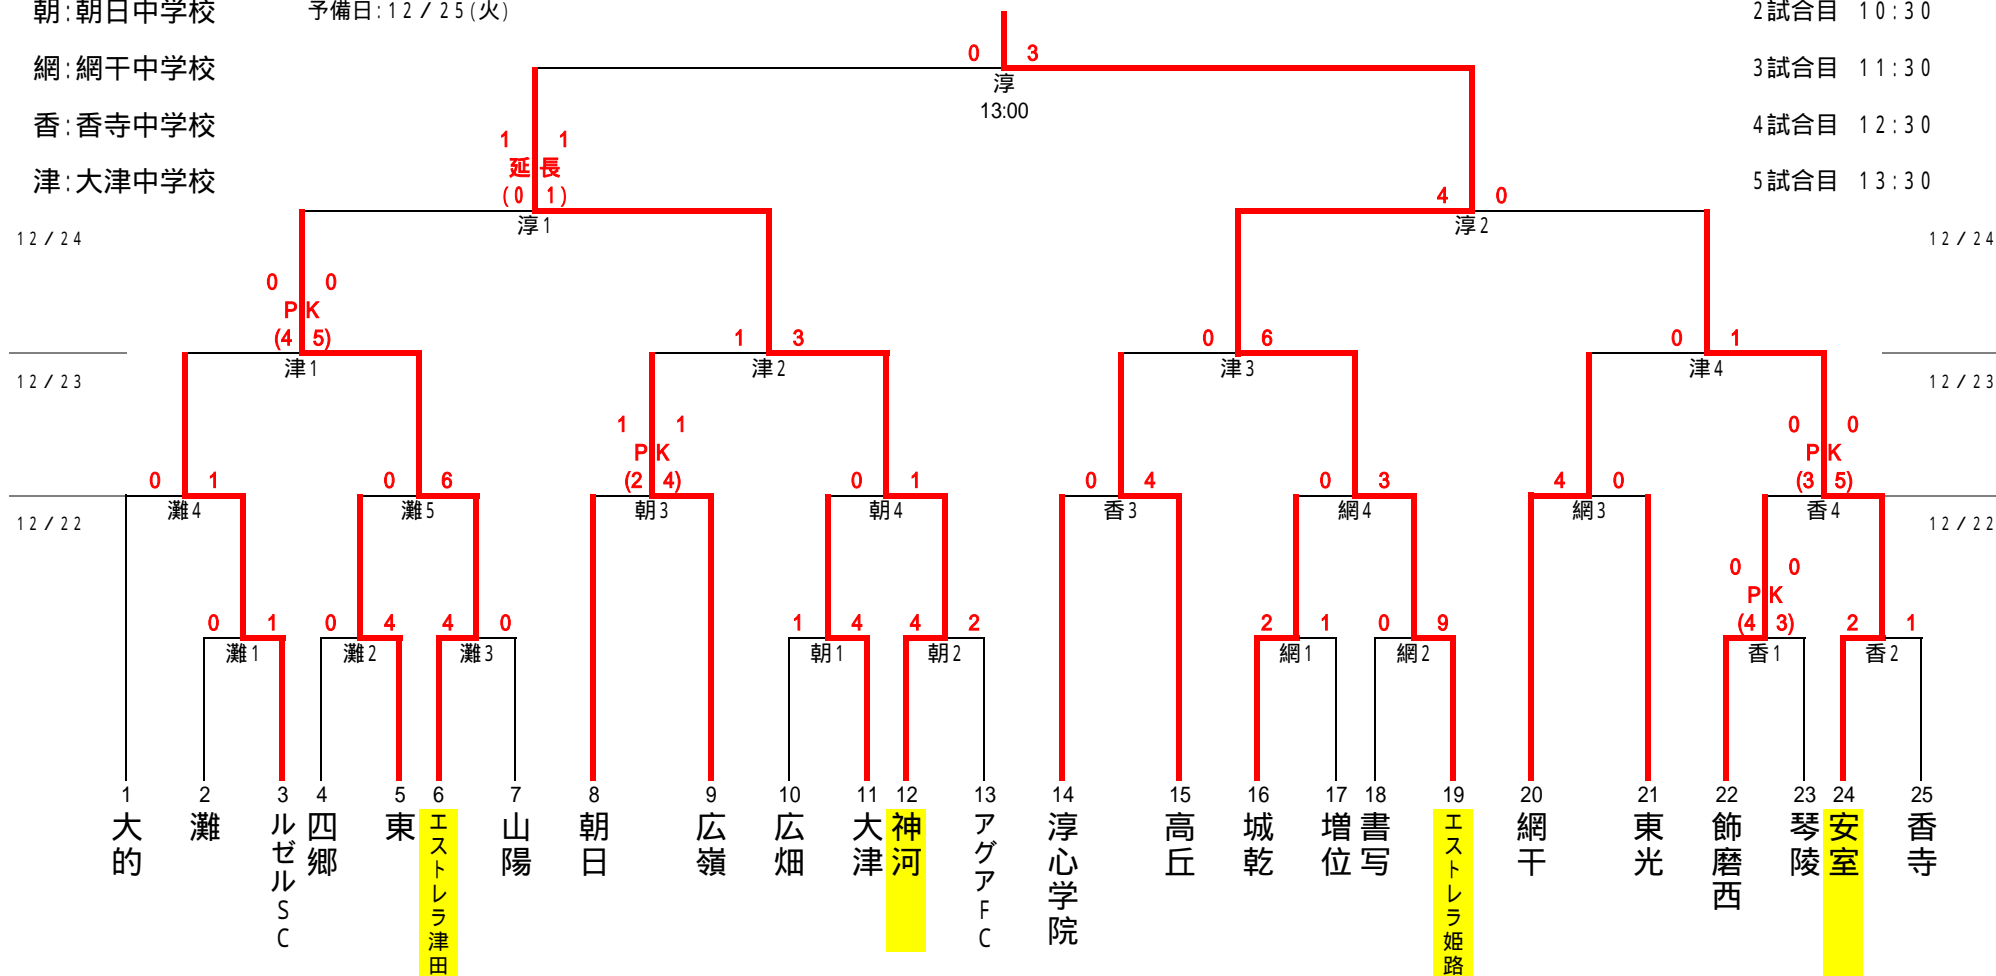 朝:朝日中学校 予備日:12/25(火) 2試合目 10:30
0 3
網:網干中学校 3試合目 11:30
淳
13:00
香:香寺中学校 4試合目 12:30
1 1
延長
津:大津中学校 5試合目 13:30
(0 1) 4 0
淳1 淳2
12/24 12/24
0 0
PK
(4 5) 1 3 0 6 0 1
津1 津2 津3 津4
12/23 12/23
1 1 0 0
PK PK
0 1 0 6 (2 4) 0 1 0 4 0 3 4 0 (3 5)
灘4 灘5 朝3 朝4 香3 網4 網3 香4
12/22 12/22
0 0
PK
0 1 0 4 4 0 1 4 4 2 2 1 0 9 (4 3) 2 1
灘1 灘2 灘3 朝1 朝2 網1 網2 香1 香2
1 2 3 4 5 6 7 8 9 10 11 12 13 14 15 16 17 18 19 20 21 22 23 24 25
大的
灘
ルゼルSC
四郷
東
エストレラ津田
山陽
朝日
広嶺
広畑
大津
神河
アグアFC
淳心学院
高丘
城乾
増位
書写
エストレラ姫路
網干
東光
飾磨西
琴陵
安室
香寺